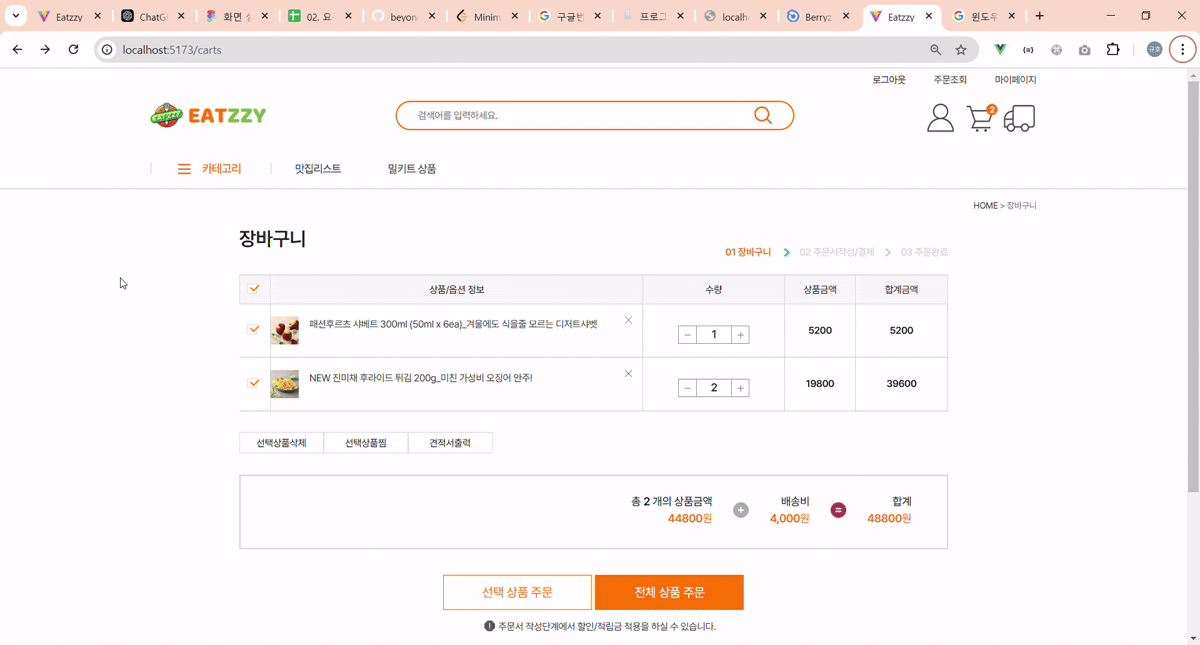 Eatzzy
ChatG
화면 설
02. 요
beyon
Minim
구글번
프로그
localh
Berryz
Eatzzy
윈도우
localhost:5173/carts
로그아웃 주문조회 마이페이지
EATZZY
검색어를 입력하세요.
2
카테고리 맛집리스트 밀키트 상품
HOME > 장바구니
장바구니
01 장바구니 02 주문서작성/결제 03 주문완료
상품/옵션 정보 수량 상품금액 합계금액
패션후르츠 샤베트 300ml (50ml x 6ea)_겨울에도 식을줄 모르는 디저트샤벳 - 1 + 5200 5200
NEW 진미채 후라이드 튀김 200g_미친 가성비 오징어 안주! - 2 + 19800 39600
선택상품삭제 선택상품찜 견적서출력
총 2 개의 상품금액 배송비 합계
44800원 + 4,000원 = 48800원
선택 상품 주문 전체 상품 주문
주문서 작성단계에서 할인/적립금 적용을 하실 수 있습니다.